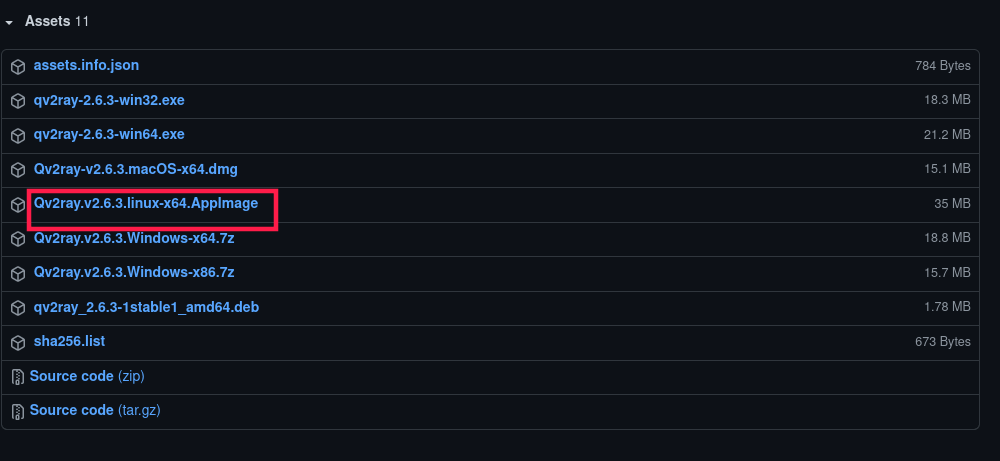 Assets 11
assets.info.json 784 Bytes
qv2ray-2.6.3-win32.exe 18.3 MB
qv2ray-2.6.3-win64.exe 21.2 MB
Qv2ray-v2.6.3.macOS-x64.dmg 15.1 MB
Qv2ray.v2.6.3.linux-x64.AppImage 35 MB
Qv2ray.v2.6.3.Windows-x64.7z 18.8 MB
Qv2ray.v2.6.3.Windows-x86.7z 15.7 MB
qv2ray_2.6.3-1stable1_amd64.deb 1.78 MB
sha256.list 673 Bytes
Source code (zip)
Source code (tar.gz)